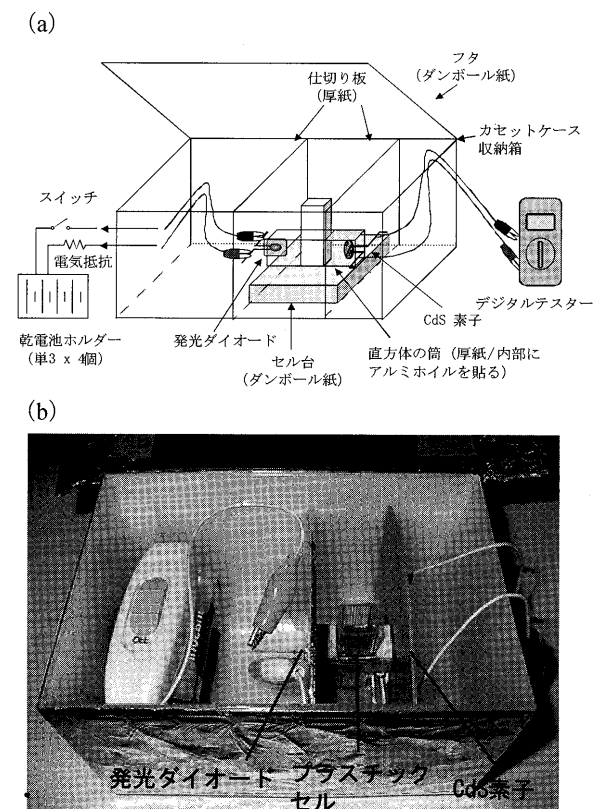 (a)
フタ
(ダンボール紙)
仕切り板
(厚紙)
カセットケース
収納箱
スイッチ
電気抵抗
乾電池ホルダー
(単3 x 4個)
発光ダイオード
セル台
(ダンボール紙)
直方体の筒 (厚紙/内部に
アルミホイルを貼る)
CdS 素子
デジタルテスター
(b)
発光ダイオード
プラスチック
セル
CdS素子